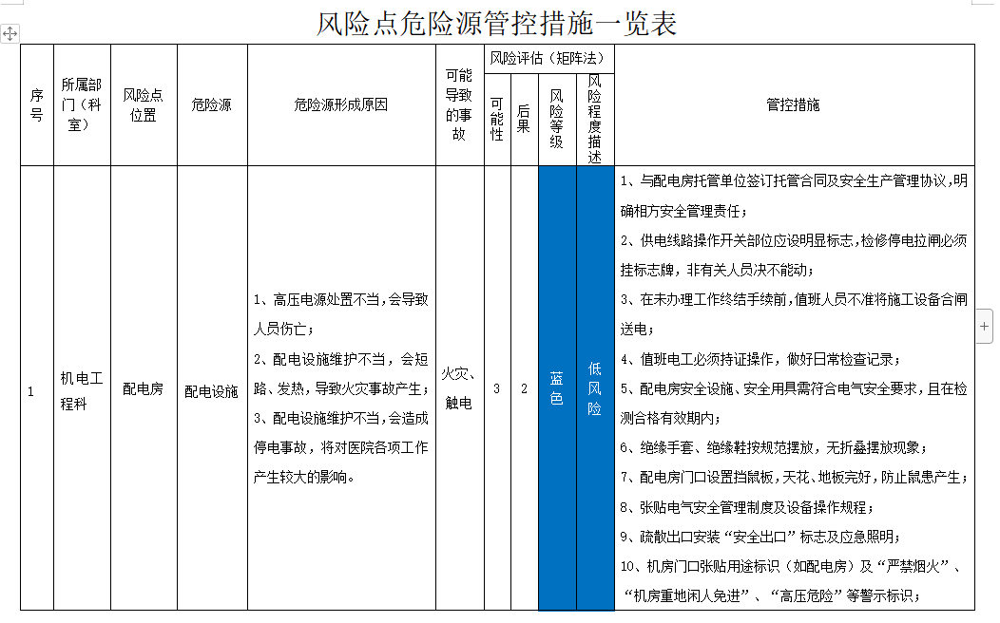 风险点危险源管控措施一览表
序号
所属部门（科室）
风险点位置
危险源
危险源形成原因
可能导致的事故
风险评估（矩阵法）
可能性
后果
风险等级
风险程度描述
管控措施
1
机电工程科
配电房
配电设施
1、高压电源处置不当,会导致
人员伤亡；
2、配电设施维护不当，会短
路、发热，导致火灾事故产生；
3、配电设施维护不当,会造成
停电事故，将对医院各项工作
产生较大的影响。
火灾、
触电
3
2
蓝色
低风险
1、与配电房托管单位签订托管合同及安全生产管理协议,明
确相方安全管理责任；
2、供电线路操作开关部位应设明显标志,检修停电拉闸必须
挂标志牌，非有关人员决不能动；
3、在未办理工作终结手续前,值班人员不准将施工设备合闸
送电；
4、值班电工必须持证操作，做好日常检查记录；
5、配电房安全设施、安全用具需符合电气安全要求，且在检
测合格有效期内；
6、绝缘手套、绝缘鞋按规范摆放，无折叠摆放现象；
7、配电房门口设置挡鼠板,天花、地板完好，防止鼠患产生；
8、张贴电气安全管理制度及设备操作规程；
9、疏散出口安装“安全出口”标志及应急照明；
10、机房门口张贴用途标识（如配电房）及“严禁烟火”、
“机房重地闲人免进”、“高压危险”等警示标识；